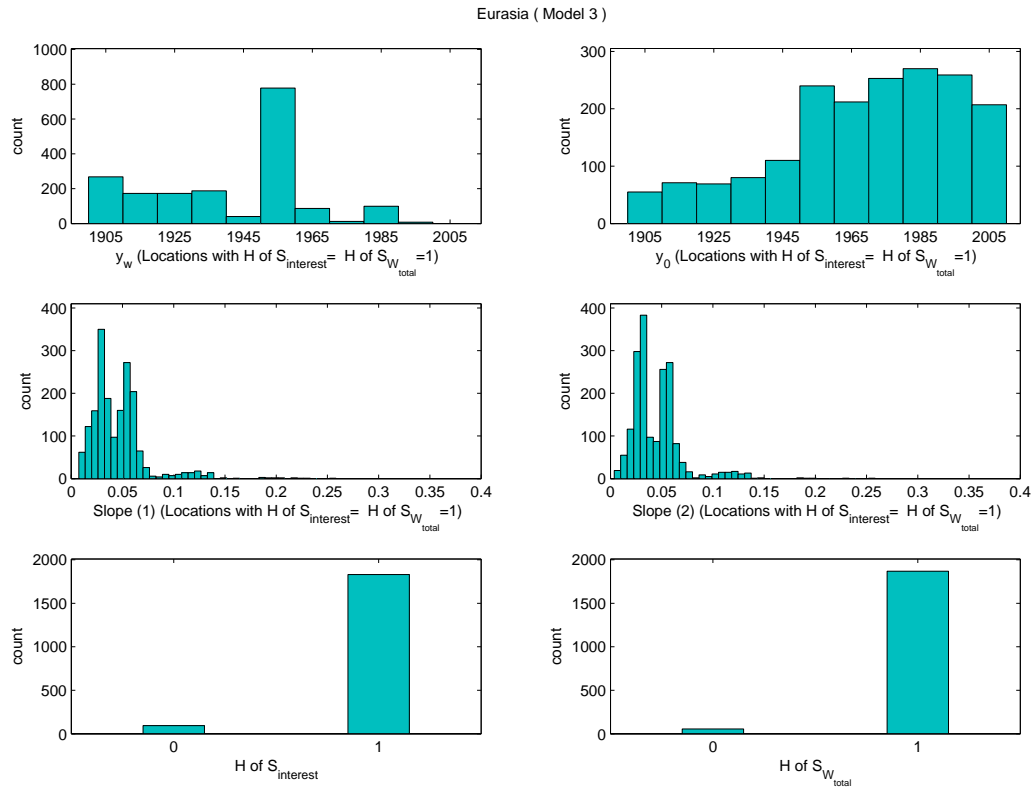 Eurasia ( Model 3 )
1000
800
600
400
200
0
count
1905 1925 1945 1965 1985 2005
y_w (Locations with H of S_interest= H of S_W_total =1)
300
200
100
0
count
1905 1925 1945 1965 1985 2005
y_0 (Locations with H of S_interest= H of S_W_total =1)
400
300
200
100
0
count
0 0.05 0.1 0.15 0.2 0.25 0.3 0.35 0.4
Slope (1) (Locations with H of S_interest= H of S_W_total =1)
400
300
200
100
0
count
0 0.05 0.1 0.15 0.2 0.25 0.3 0.35 0.4
Slope (2) (Locations with H of S_interest= H of S_W_total =1)
2000
1500
1000
500
0
count
0 1
H of S_interest
2000
1500
1000
500
0
count
0 1
H of S_W_total